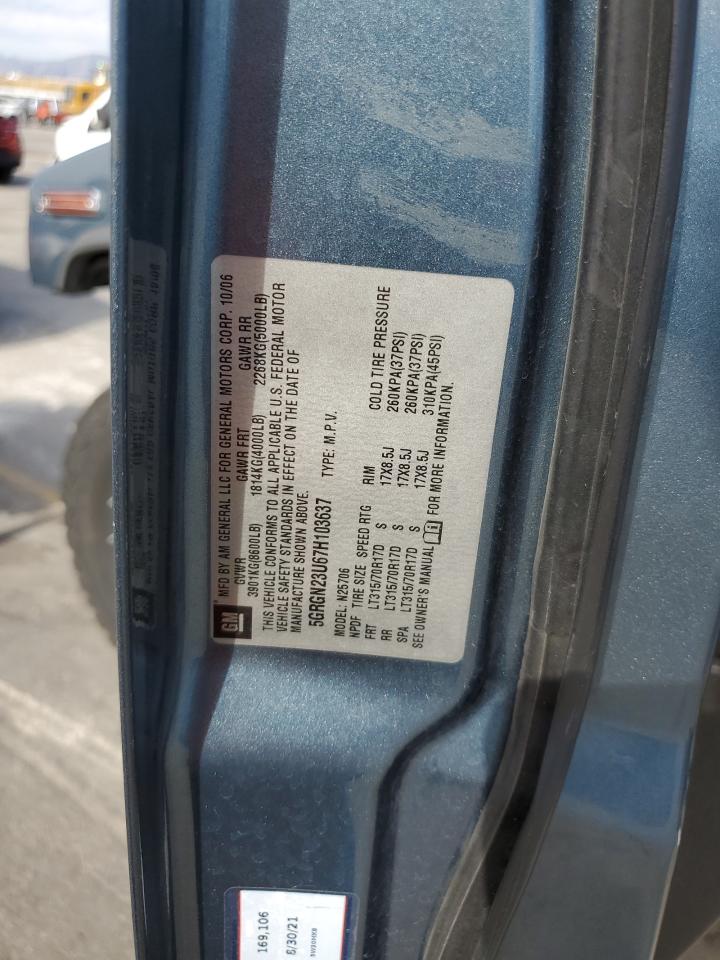 GM
MFD BY AM GENERAL LLC FOR GENERAL MOTORS CORP. 10/06
GVWR GAWR FRT GAWR RR
3901KG(8600LB) 1814KG(4000LB) 2268KG(5000LB)
THIS VEHICLE CONFORMS TO ALL APPLICABLE U.S. FEDERAL MOTOR
VEHICLE SAFETY STANDARDS IN EFFECT ON THE DATE OF
MANUFACTURE SHOWN ABOVE.
5GRGN23U67H103637 TYPE: M.P.V.
MODEL: N25706
NPDF TIRE SIZE SPEED RTG RIM COLD TIRE PRESSURE
FRT LT315/70R17D S 17X8.5J 260KPA(37PSI)
RR LT315/70R17D S 17X8.5J 260KPA(37PSI)
SPA LT315/70R17D S 17X8.5J 310KPA(45PSI)
SEE OWNER'S MANUAL FOR MORE INFORMATION.
169,106
8/30/21